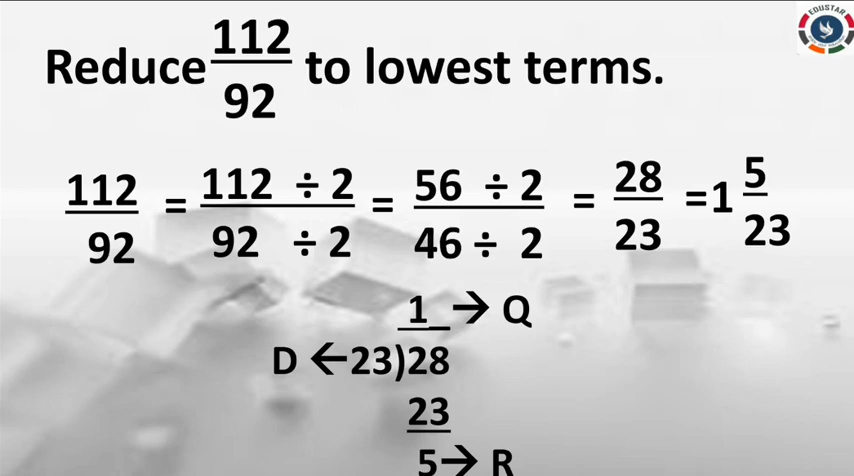 EDUSTAR
Reduce 112/92 to lowest terms.
112/92 = 112 ÷ 2/92 ÷ 2 = 56 ÷ 2/46 ÷ 2 = 28/23 =1 5/23
1_→ Q
D ←23)28
23
5→ R